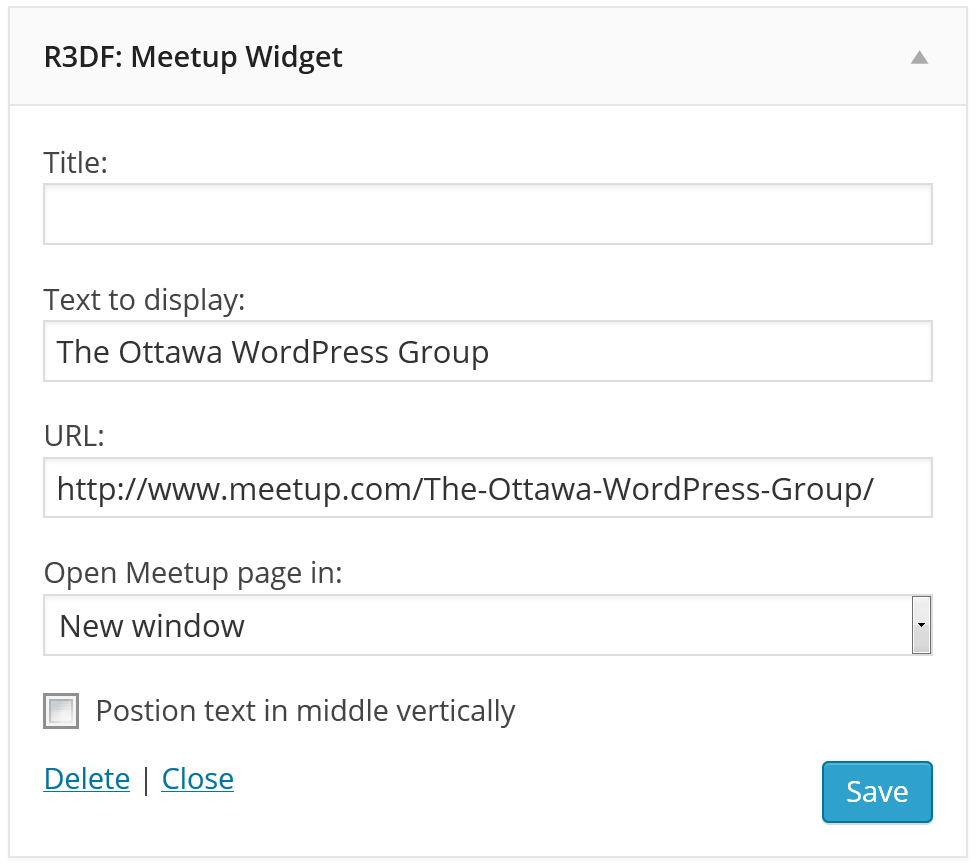 R3DF: Meetup Widget
Title:
Text to display:
The Ottawa WordPress Group
URL:
http://www.meetup.com/The-Ottawa-WordPress-Group/
Open Meetup page in:
New window
Postion text in middle vertically
Delete | Close
Save